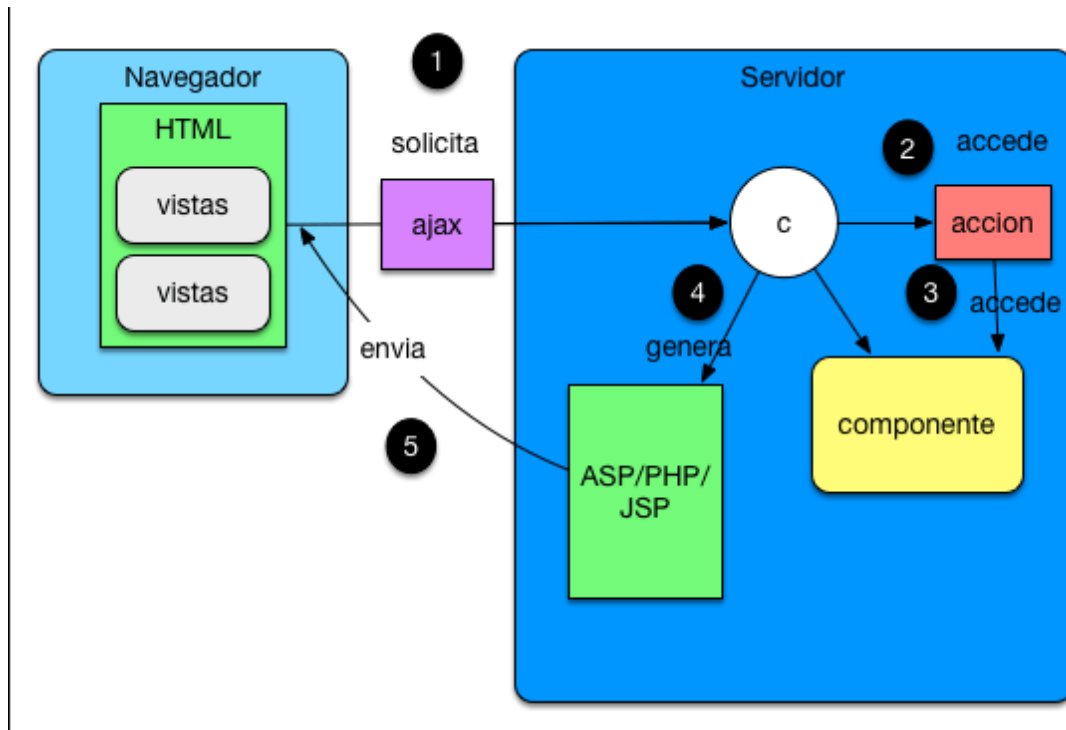 Navegador
HTML
vistas
vistas
1
solicita
ajax
Servidor
c
2
accede
accion
3
accede
4
genera
componente
envia
5
ASP/PHP/
JSP